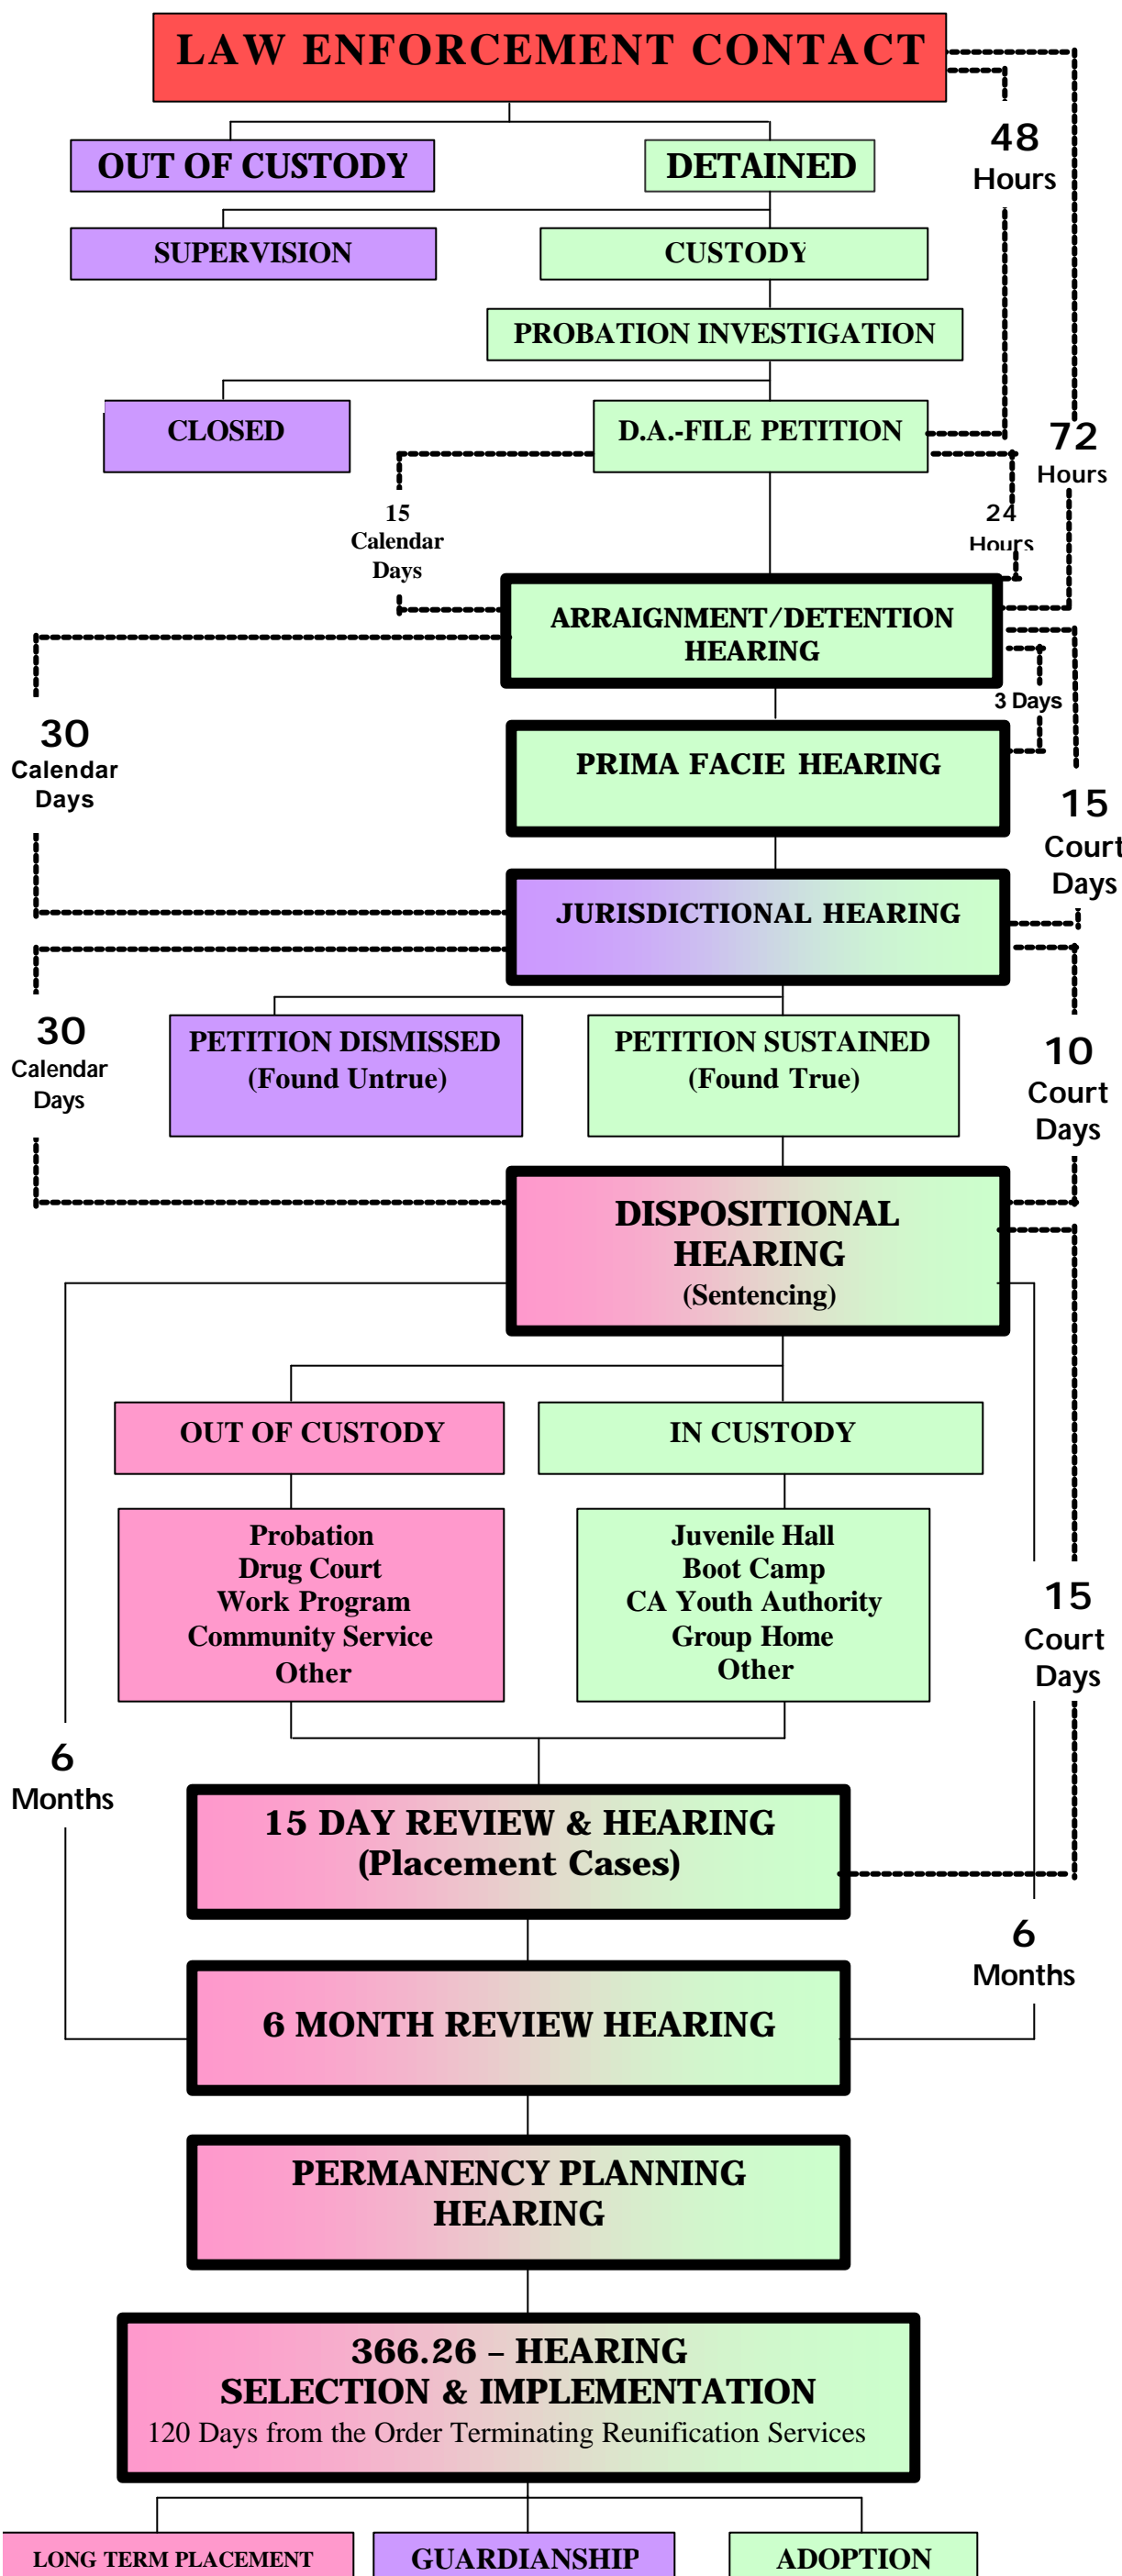 LAW ENFORCEMENT CONTACT
48
Hours
OUT OF CUSTODY
DETAINED
SUPERVISION
CUSTODY
PROBATION INVESTIGATION
CLOSED
D.A.-FILE PETITION
72
Hours
15
Calendar
Days
24
Hours
ARRAIGNMENT/DETENTION
HEARING
3 Days
30
Calendar
Days
PRIMA FACIE HEARING
15
Court
Days
JURISDICTIONAL HEARING
30
Calendar
Days
PETITION DISMISSED
(Found Untrue)
PETITION SUSTAINED
(Found True)
10
Court
Days
DISPOSITIONAL
HEARING
(Sentencing)
OUT OF CUSTODY
IN CUSTODY
Probation
Drug Court
Work Program
Community Service
Other
Juvenile Hall
Boot Camp
CA Youth Authority
Group Home
Other
15
Court
Days
6
Months
15 DAY REVIEW & HEARING
(Placement Cases)
6
Months
6 MONTH REVIEW HEARING
PERMANENCY PLANNING
HEARING
366.26 – HEARING
SELECTION & IMPLEMENTATION
120 Days from the Order Terminating Reunification Services
LONG TERM PLACEMENT
GUARDIANSHIP
ADOPTION